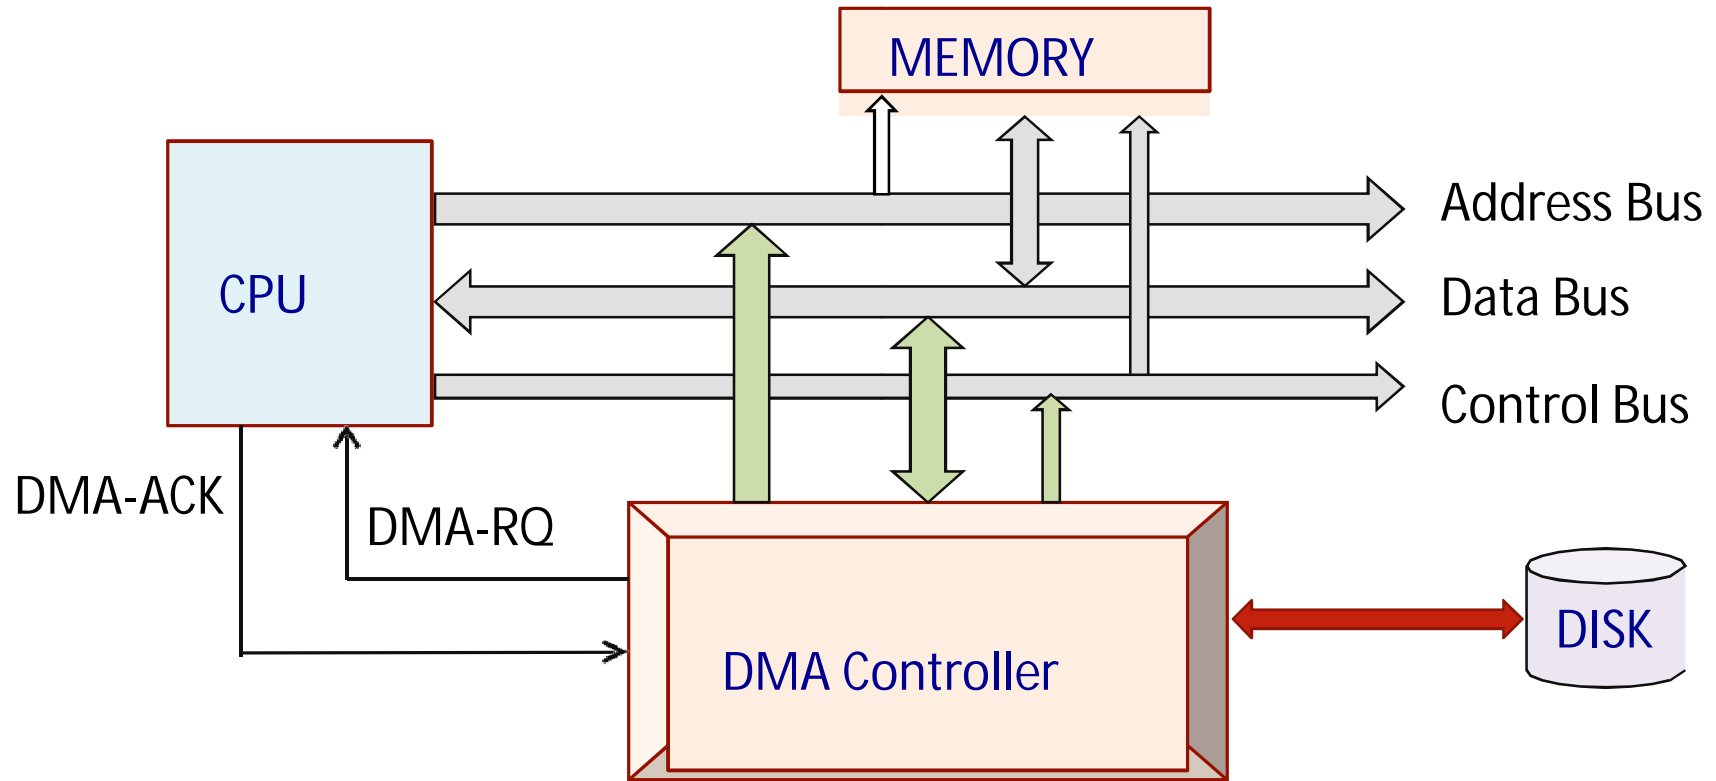 MEMORY
Address Bus
CPU
Data Bus
Control Bus
DMA-ACK
DMA-RQ
DISK
DMA Controller